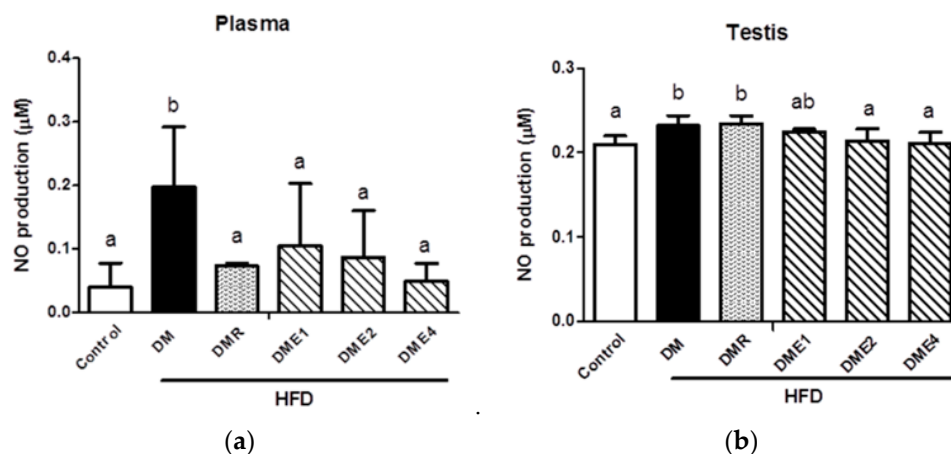 Plasma
NO production (µM)
0.4
0.3
0.2
0.1
0.0
a
b
a
a
a
a
Control
DM
DMR
DME1
DME2
DME4
HFD
(a)
Testis
NO production (µM)
0.3
0.2
0.2
0.0
a
b
b
ab
a
a
Control
DM
DMR
DME1
DME2
DME4
HFD
.
(b)